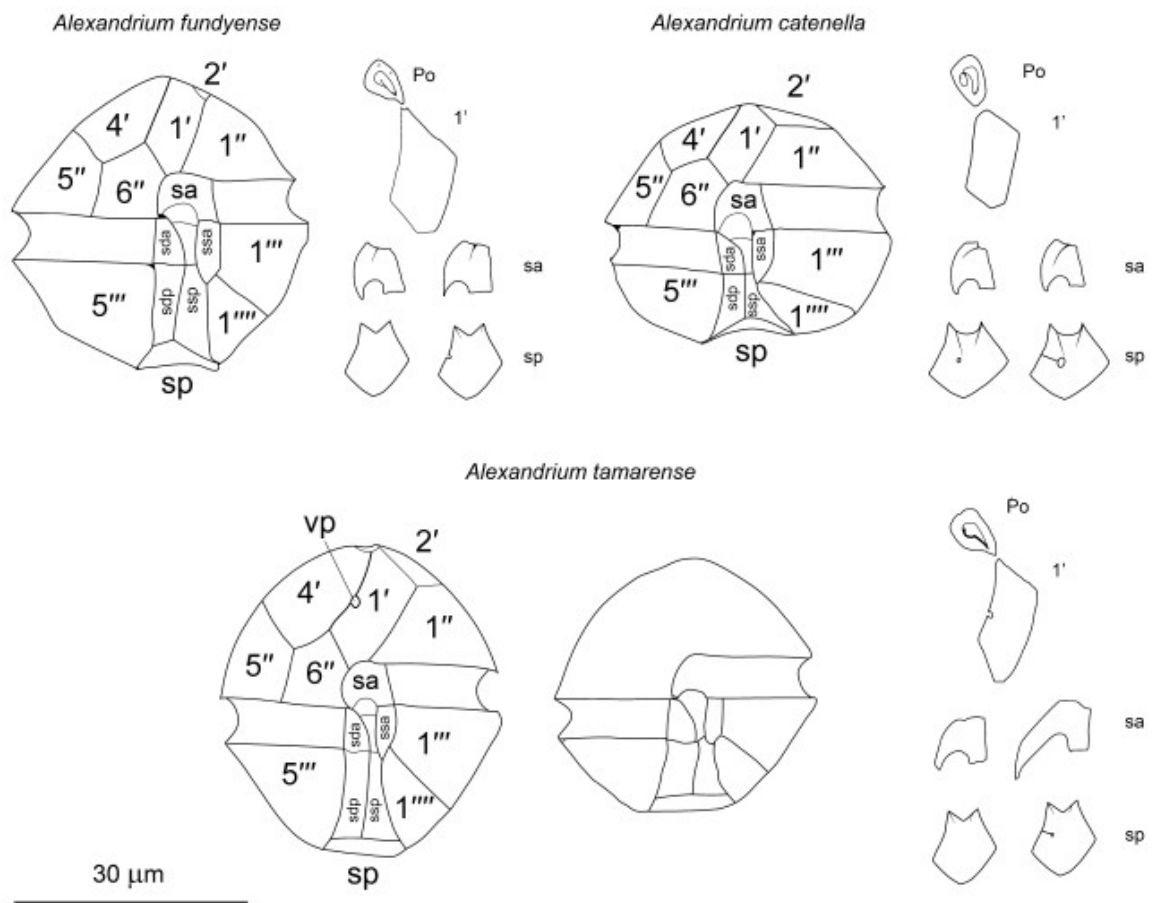 Alexandrium fundyense
2′
Po
4′
1′
1′
1″
5″
6″
sa
sda
ssa
1‴
sa
5‴
sdp
ssp
1⁗
sp
sp
Alexandrium catenella
2′
Po
4′
1′
1′
1″
5″
6″
sa
sda
ssa
1‴
sa
5‴
sdp
ssp
1⁗
sp
sp
Alexandrium tamarense
vp
2′
Po
4′
1′
1′
1″
5″
6″
sa
sda
ssa
1‴
sa
5‴
sdp
ssp
1⁗
sp
sp
30 μm